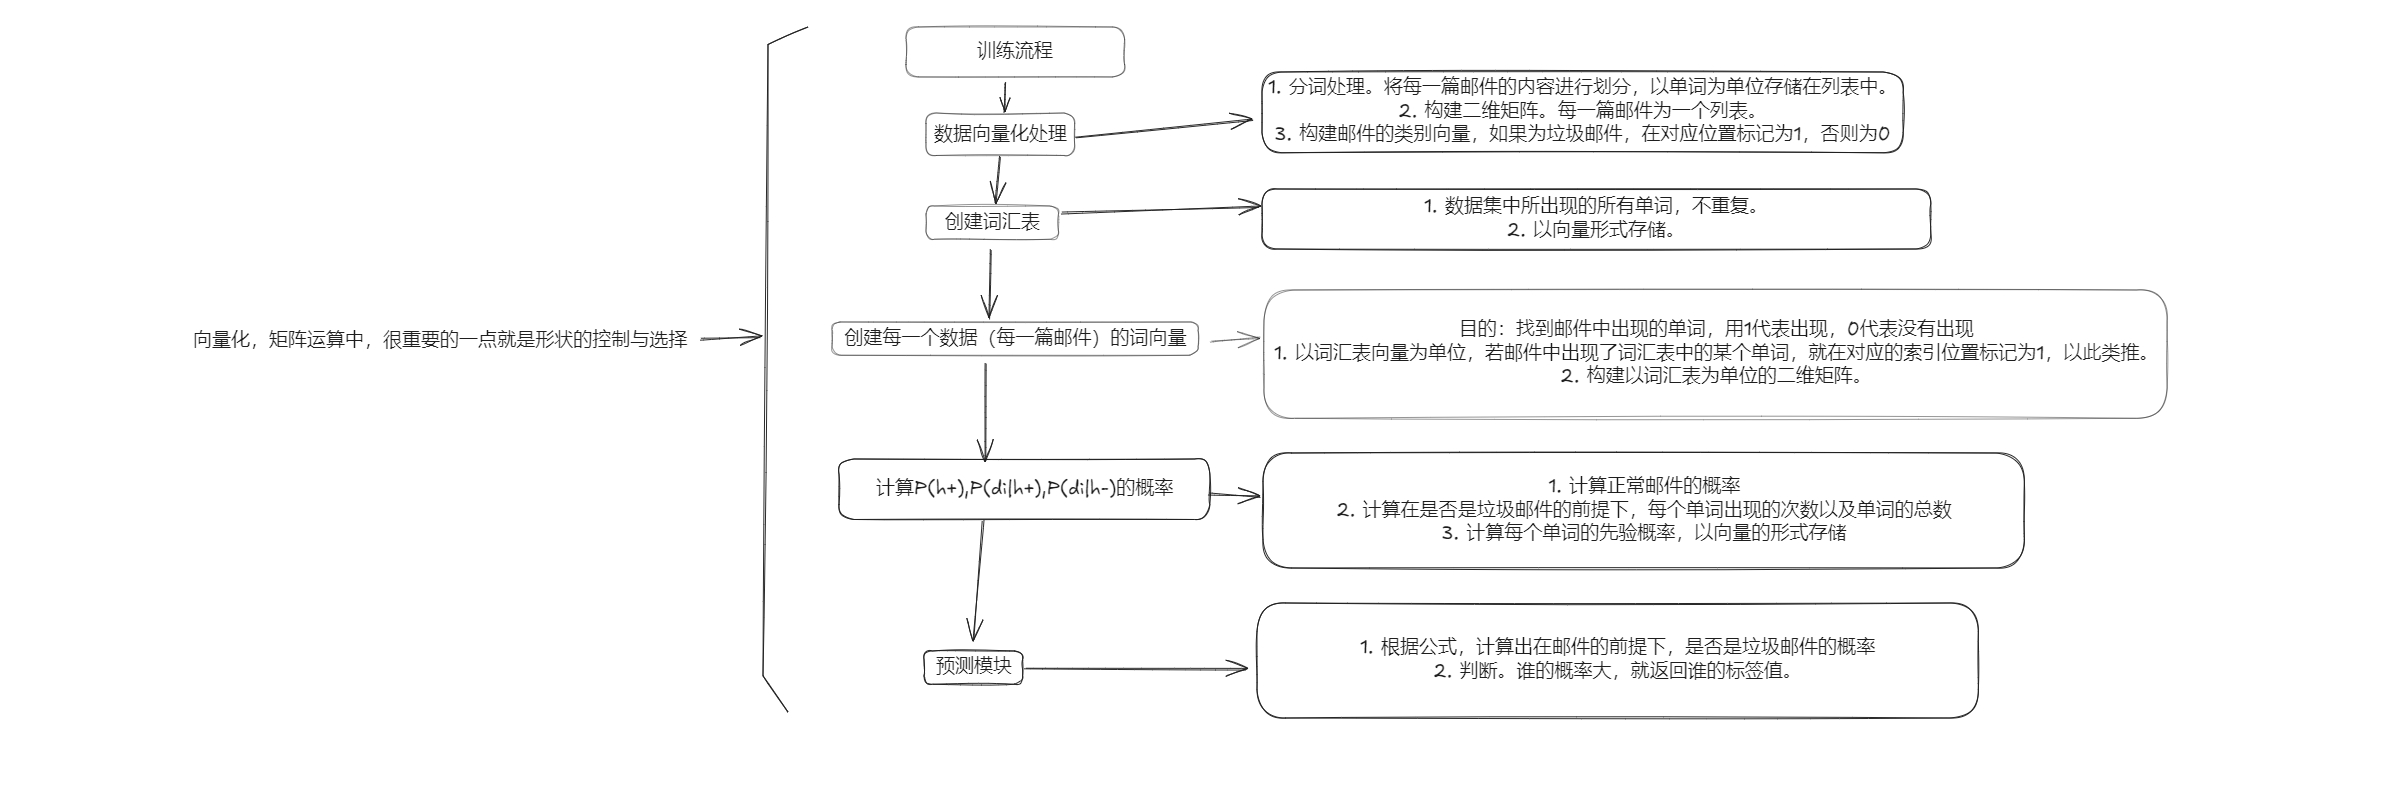 训练流程
数据向量化处理
1. 分词处理。将每一篇邮件的内容进行划分，以单词为单位存储在列表中。
2. 构建二维矩阵。每一篇邮件为一个列表。
3. 构建邮件的类别向量，如果为垃圾邮件，在对应位置标记为1，否则为0
创建词汇表
1. 数据集中所出现的所有单词，不重复。
2. 以向量形式存储。
向量化，矩阵运算中，很重要的一点就是形状的控制与选择
创建每一个数据（每一篇邮件）的词向量
目的：找到邮件中出现的单词，用1代表出现，0代表没有出现
1. 以词汇表向量为单位，若邮件中出现了词汇表中的某个单词，就在对应的索引位置标记为1，以此类推。
2. 构建以词汇表为单位的二维矩阵。
计算P(h+),P(di|h+),P(di|h-)的概率
1. 计算正常邮件的概率
2. 计算在是否是垃圾邮件的前提下，每个单词出现的次数以及单词的总数
3. 计算每个单词的先验概率，以向量的形式存储
预测模块
1. 根据公式，计算出在邮件的前提下，是否是垃圾邮件的概率
2. 判断。谁的概率大，就返回谁的标签值。